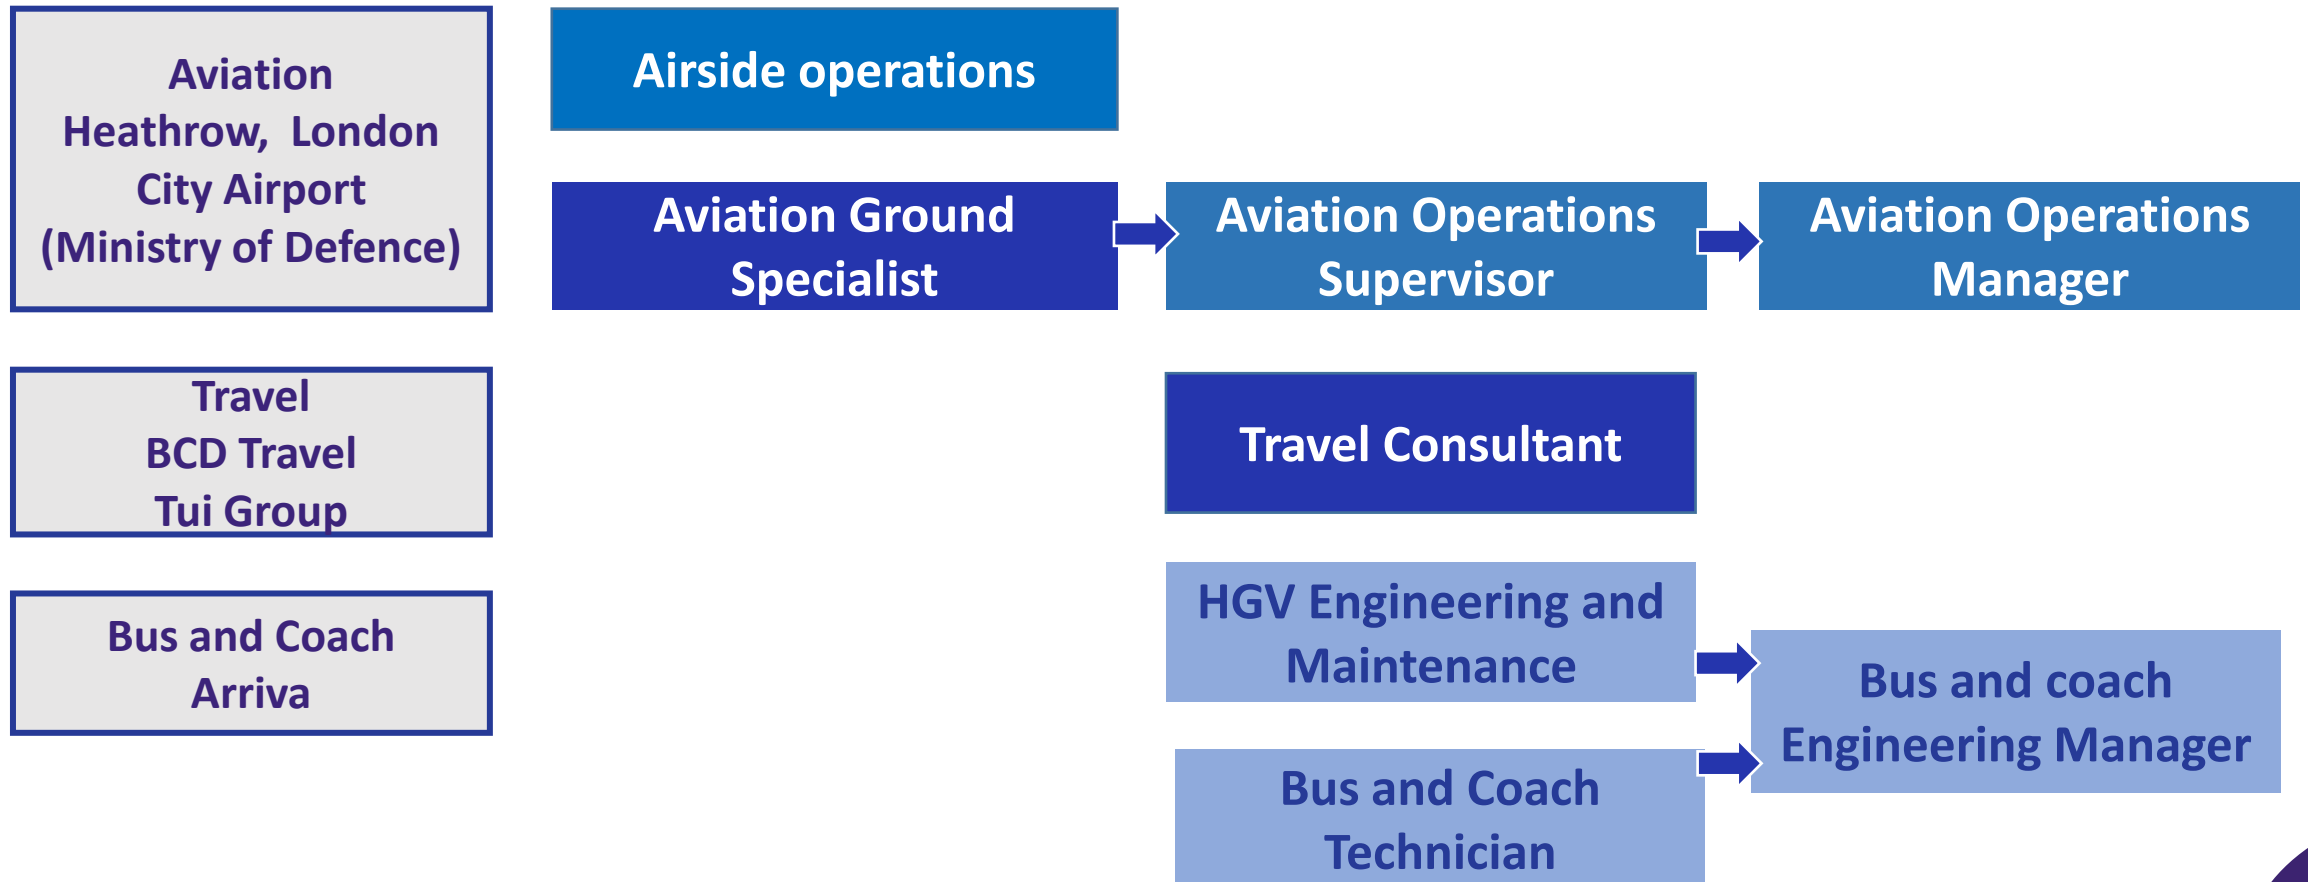 Aviation
Heathrow,  London
City Airport
(Ministry of Defence)
Airside operations
Aviation Ground
Specialist
Aviation Operations
Supervisor
Aviation Operations
Manager
Travel
BCD Travel
Tui Group
Travel Consultant
Bus and Coach
Arriva
HGV Engineering and
Maintenance
Bus and Coach
Technician
Bus and coach
Engineering Manager